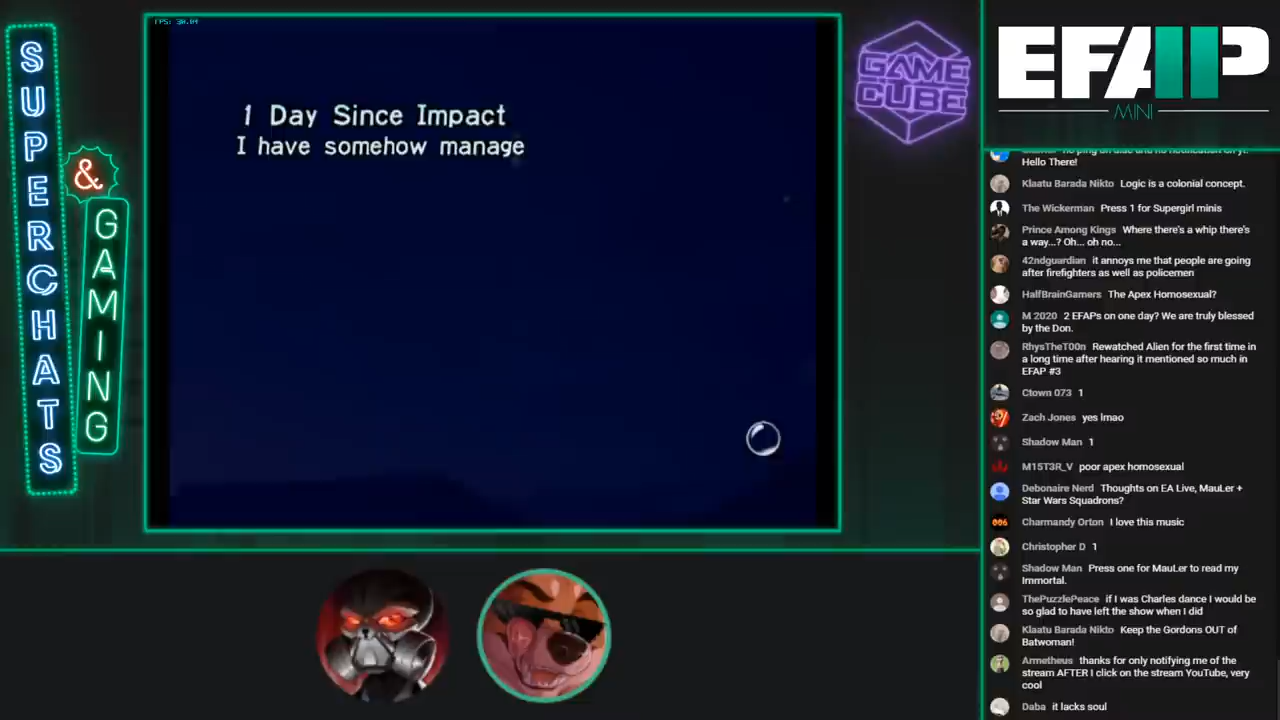 FPS: 30.04
SUPERCHATS
&
GAMING
1 Day Since Impact
I have somehow manage
GAME
CUBE
EFAP
MINI
Hello There!
Klaatu Barada Nikto Logic is a colonial concept.
The Wickerman Press 1 for Supergirl minis
Prince Among Kings Where there's a whip there's
a way...? Oh... oh no...
42ndguardian it annoys me that people are going
after firefighters as well as policemen
HalfBrainGamers The Apex Homosexual?
M 2020 2 EFAPs on one day? We are truly blessed
by the Don.
RhysTheT00n Rewatched Alien for the first time in
a long time after hearing it mentioned so much in
EFAP #3
Ctown 073 1
Zach Jones yes lmao
Shadow Man 1
M15T3R_V poor apex homosexual
Debonaire Nerd Thoughts on EA Live, MauLer +
Star Wars Squadrons?
006
Charmandy Orton I love this music
Christopher D 1
Shadow Man Press one for MauLer to read my
Immortal.
ThePuzzlePeace if I was Charles dance I would be
so glad to have left the show when I did
Klaatu Barada Nikto Keep the Gordons OUT of
Batwoman!
Armetheus thanks for only notifying me of the
stream AFTER I click on the stream YouTube, very
cool
Daba it lacks soul